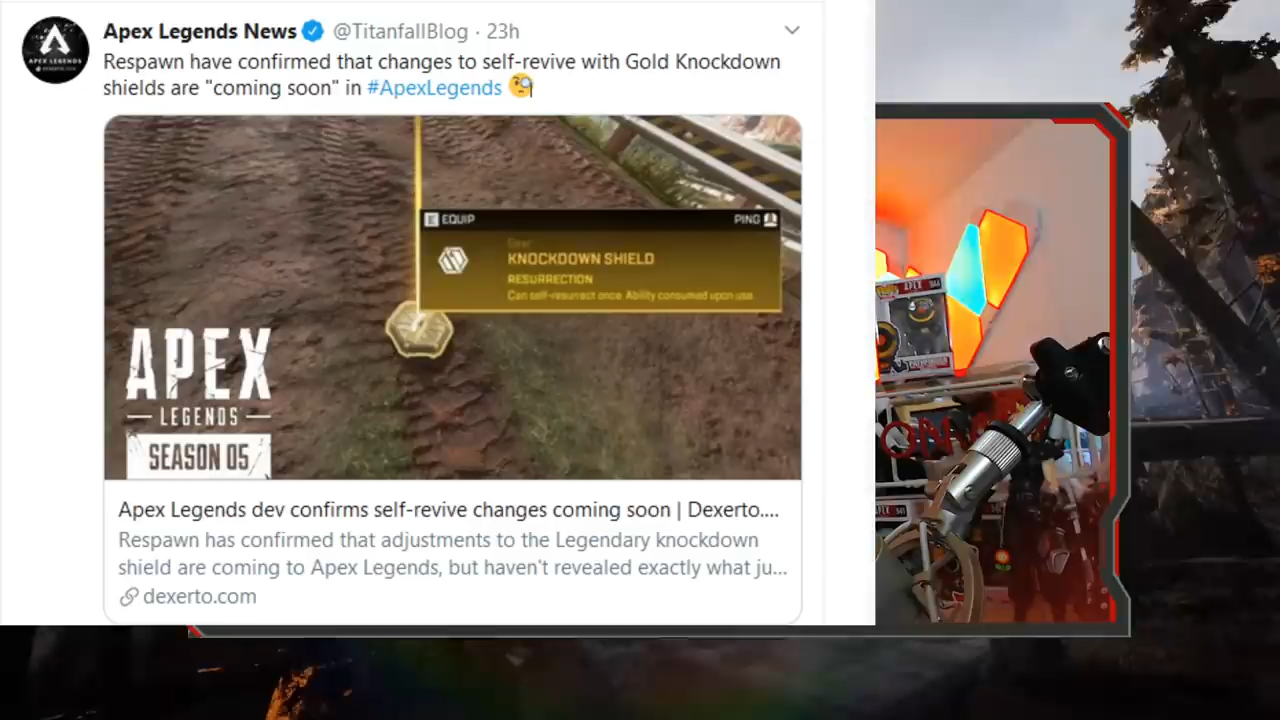 Apex Legends News @TitanfallBlog · 23h
Respawn have confirmed that changes to self-revive with Gold Knockdown
shields are "coming soon" in #ApexLegends 🧐
E EQUIP PING
Gear
KNOCKDOWN SHIELD
RESURRECTION
Can self-resurrect once. Ability consumed upon use.
APEX
LEGENDS
SEASON 05
Apex Legends dev confirms self-revive changes coming soon | Dexerto....
Respawn has confirmed that adjustments to the Legendary knockdown
shield are coming to Apex Legends, but haven't revealed exactly what ju...
dexerto.com
APEX